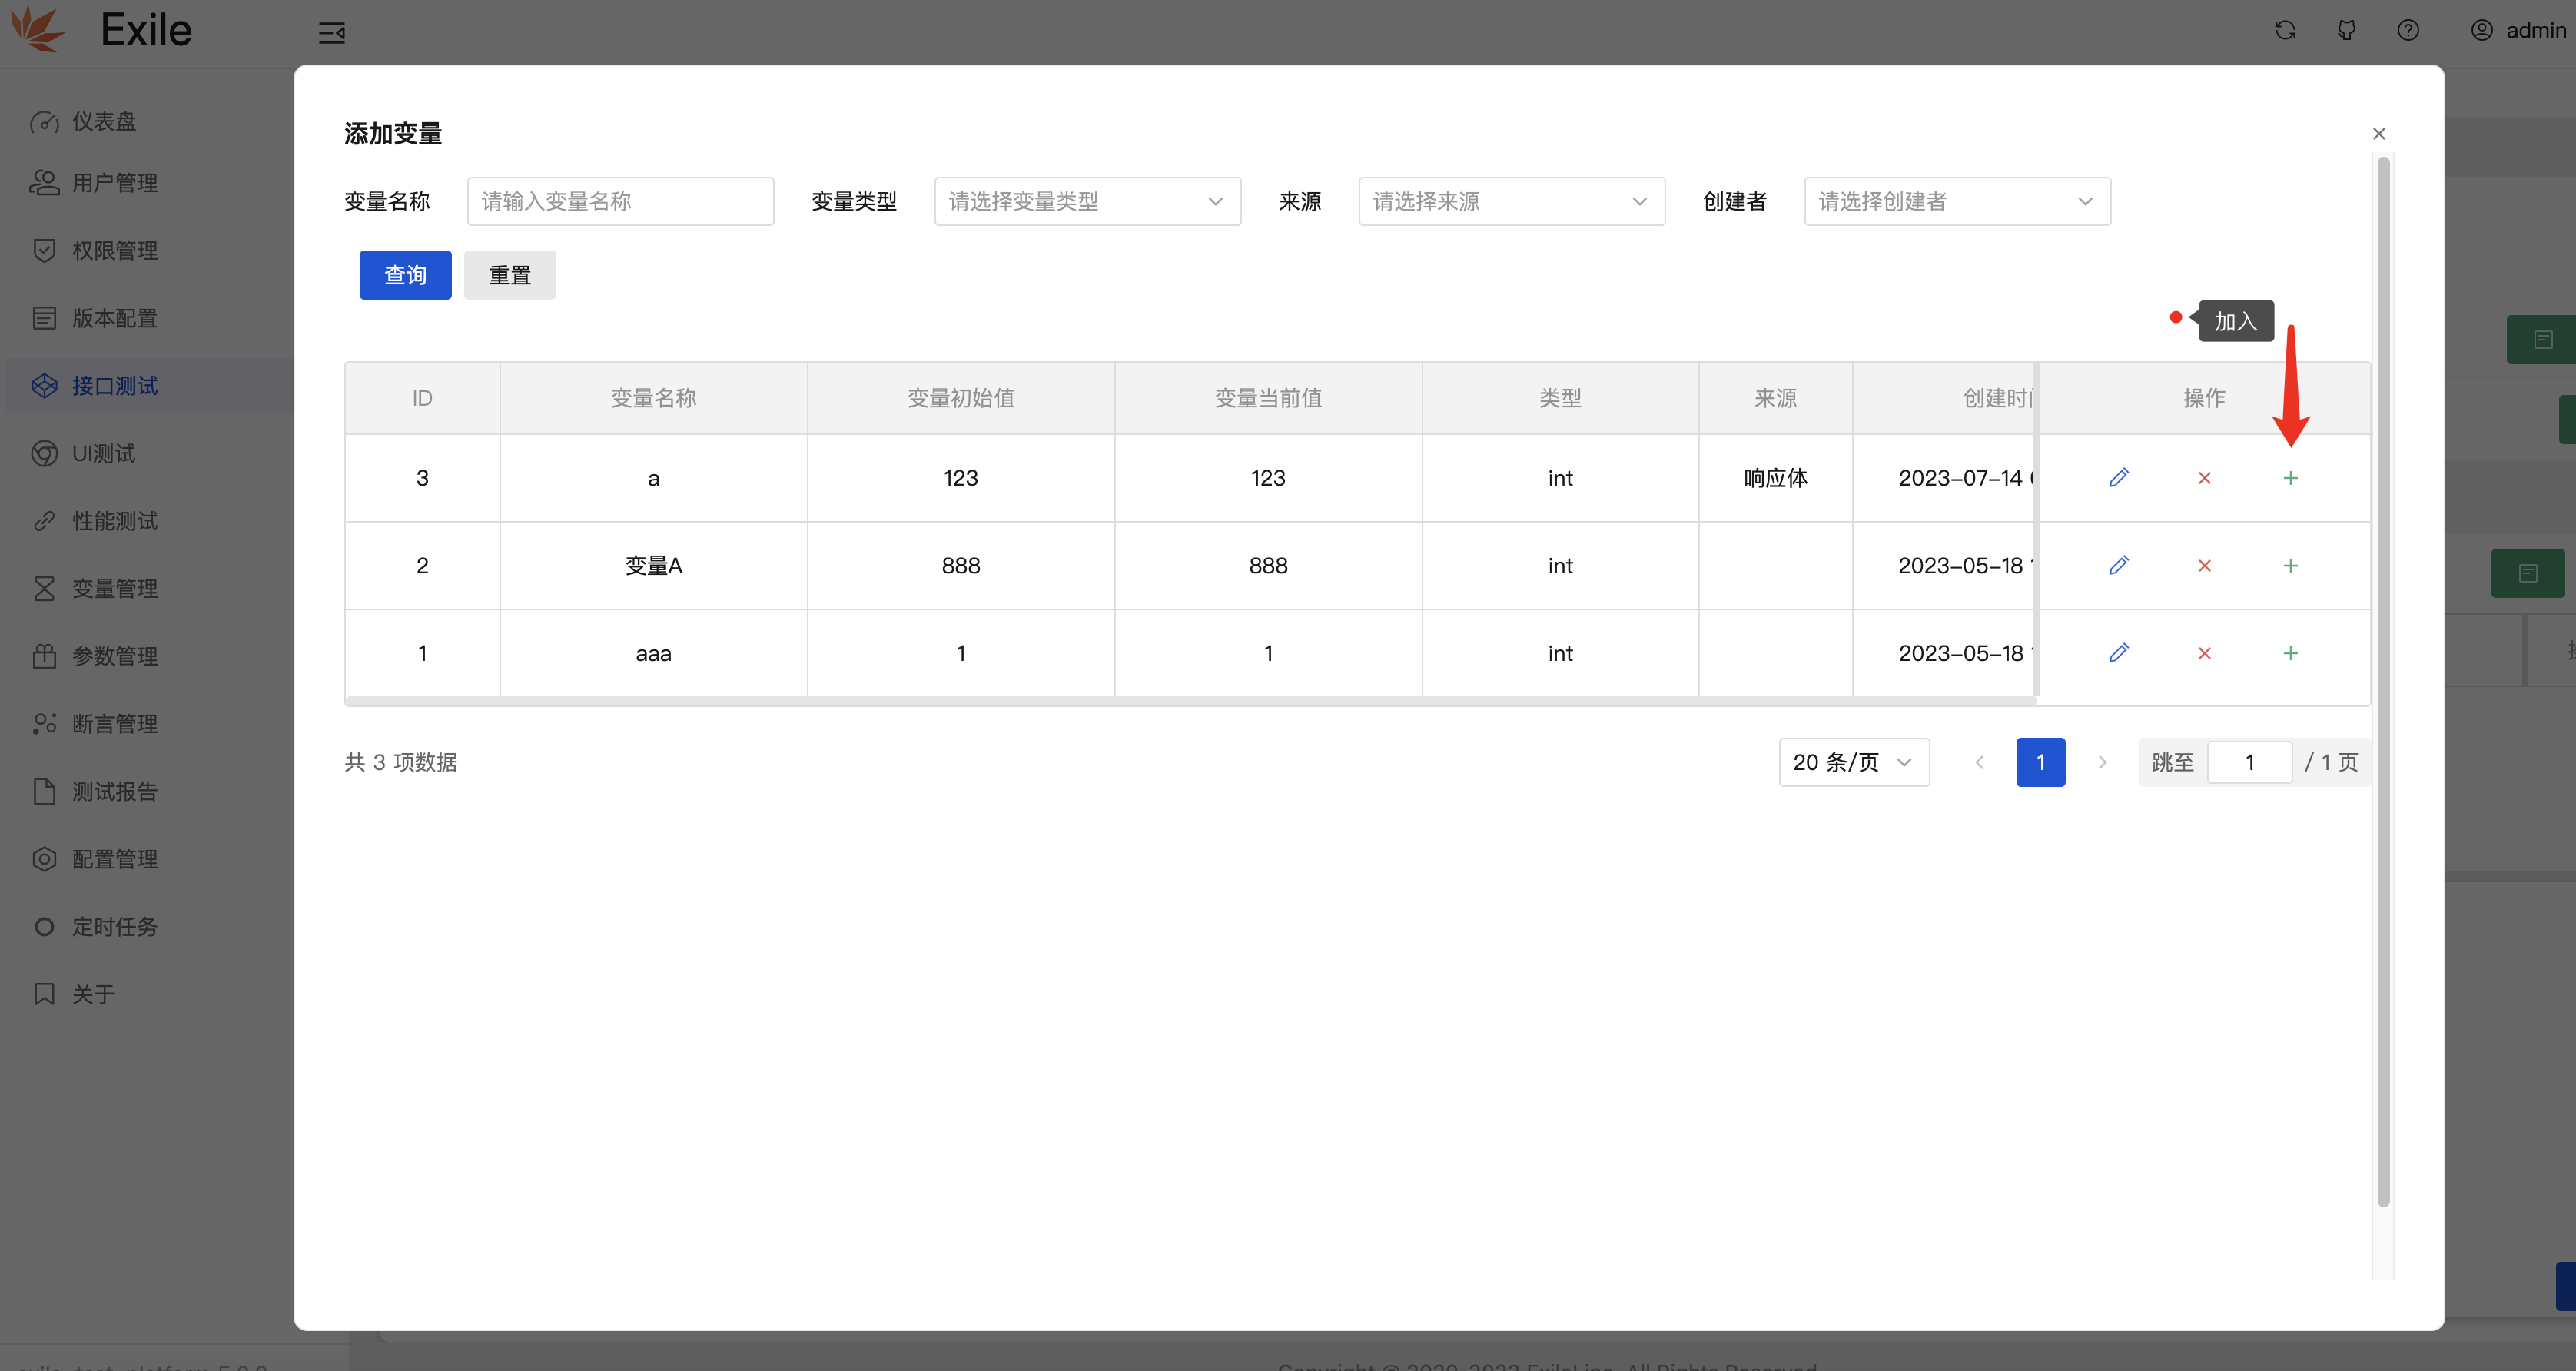 Exile
admin
仪表盘
用户管理
权限管理
版本配置
接口测试
UI测试
性能测试
变量管理
参数管理
断言管理
测试报告
配置管理
定时任务
关于
添加变量
变量名称 请输入变量名称 变量类型 请选择变量类型 来源 请选择来源 创建者 请选择创建者
查询 重置
加入
ID 变量名称 变量初始值 变量当前值 类型 来源 创建时 操作
3 a 123 123 int 响应体 2023-07-14
2 变量A 888 888 int 2023-05-18
1 aaa 1 1 int 2023-05-18
共 3 项数据 20 条/页 1 跳至 1 / 1 页